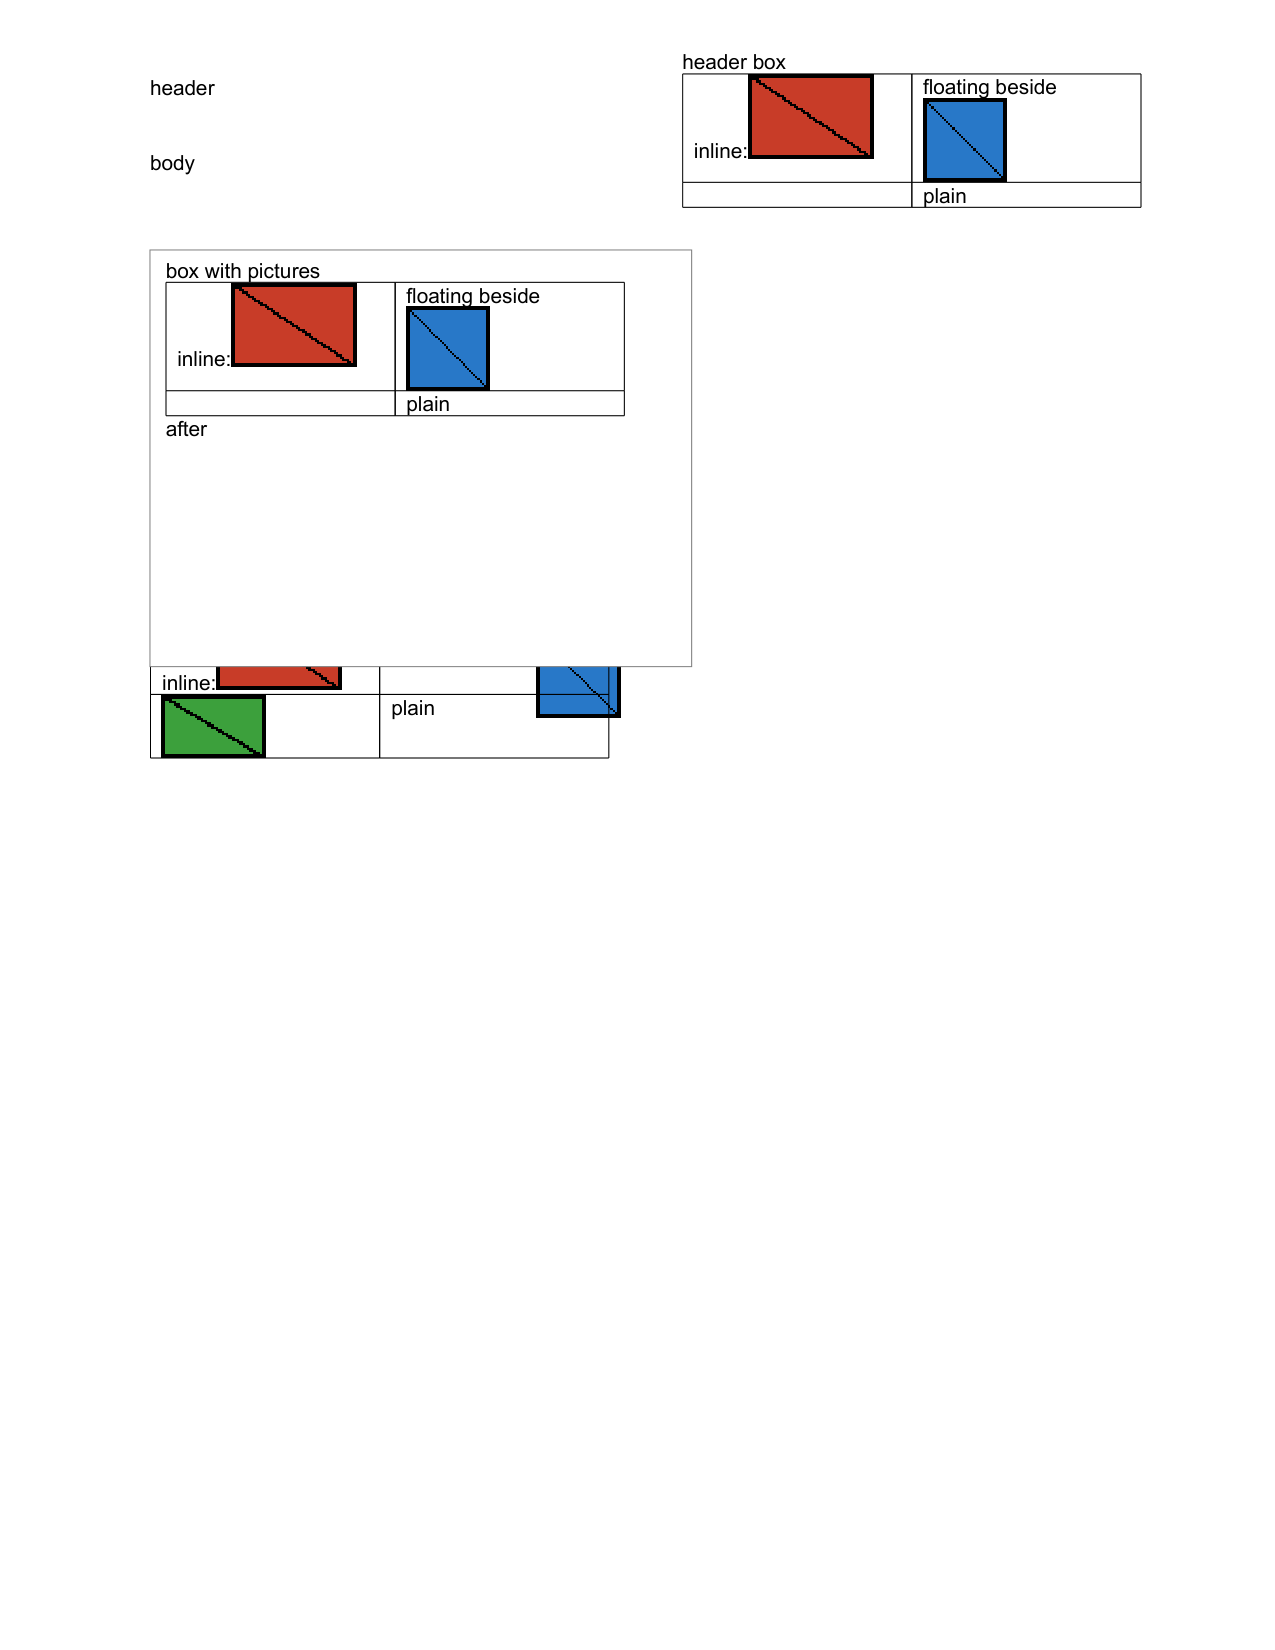 header
header box
floating beside
inline:
plain
body
box with pictures
floating beside
inline:
plain
after
inline:
plain